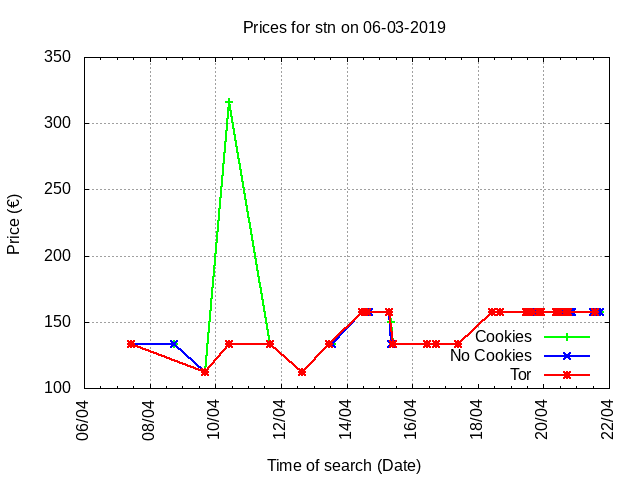 Prices for stn on 06-03-2019
350
300
250
200
150
100
Price (€)
06/04
08/04
10/04
12/04
14/04
16/04
18/04
20/04
22/04
Time of search (Date)
Cookies
No Cookies
Tor